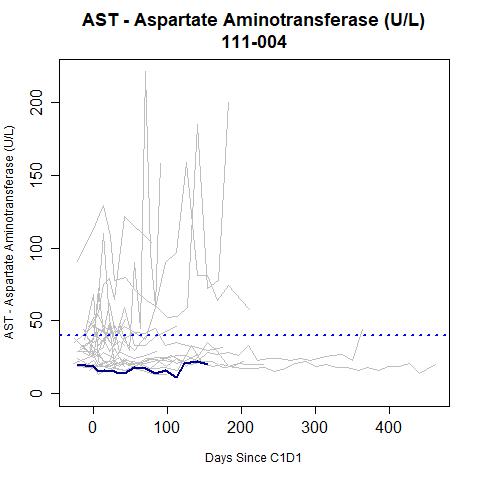 AST - Aspartate Aminotransferase (U/L)
111-004
AST - Aspartate Aminotransferase (U/L)
200
150
100
50
0
0 100 200 300 400
Days Since C1D1